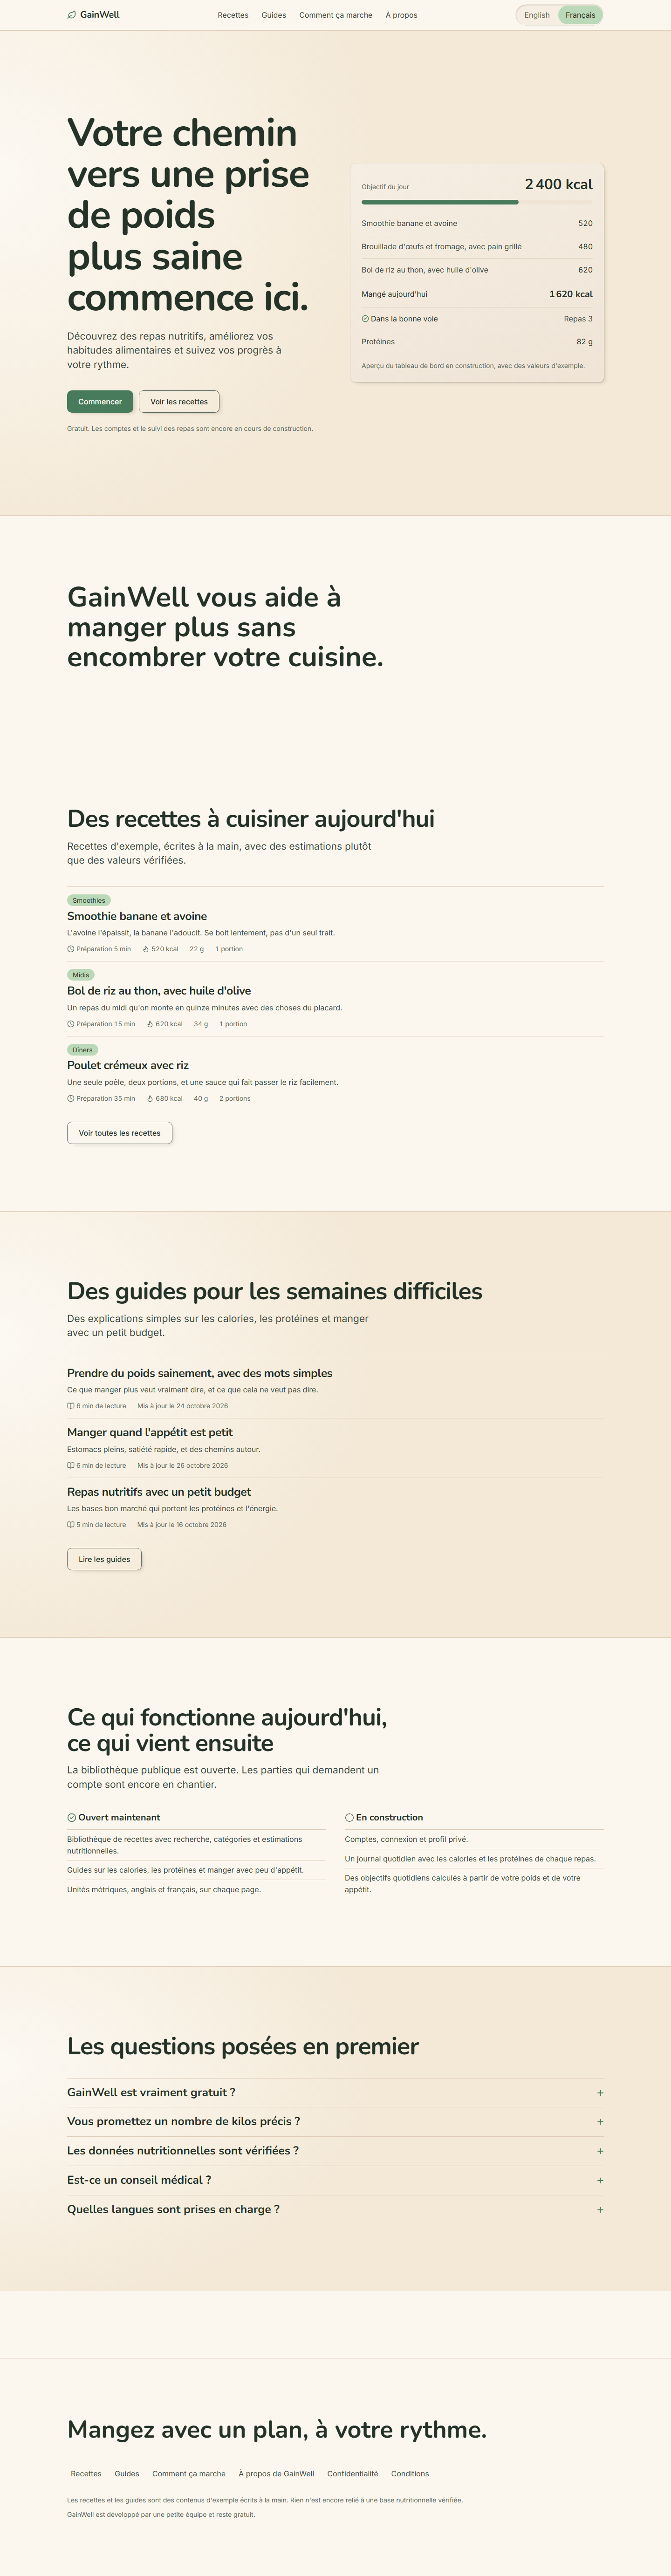 GainWell
Recettes Guides Comment ça marche À propos
English Français
Votre chemin
vers une prise
de poids
plus saine
commence ici.
Découvrez des repas nutritifs, améliorez vos
habitudes alimentaires et suivez vos progrès à
votre rythme.
Commencer Voir les recettes
Gratuit. Les comptes et le suivi des repas sont encore en cours de construction.
Objectif du jour 2 400 kcal
Smoothie banane et avoine 520
Brouillade d'œufs et fromage, avec pain grillé 480
Bol de riz au thon, avec huile d'olive 620
Mangé aujourd'hui 1 620 kcal
Dans la bonne voie Repas 3
Protéines 82 g
Aperçu du tableau de bord en construction, avec des valeurs d'exemple.
GainWell vous aide à
manger plus sans
encombrer votre cuisine.
Des recettes à cuisiner aujourd'hui
Recettes d'exemple, écrites à la main, avec des estimations plutôt
que des valeurs vérifiées.
Smoothies
Smoothie banane et avoine
L'avoine l'épaissit, la banane l'adoucit. Se boit lentement, pas d'un seul trait.
Préparation 5 min 520 kcal 22 g 1 portion
Midis
Bol de riz au thon, avec huile d'olive
Un repas du midi qu'on monte en quinze minutes avec des choses du placard.
Préparation 15 min 620 kcal 34 g 1 portion
Dîners
Poulet crémeux avec riz
Une seule poêle, deux portions, et une sauce qui fait passer le riz facilement.
Préparation 35 min 680 kcal 40 g 2 portions
Voir toutes les recettes
Des guides pour les semaines difficiles
Des explications simples sur les calories, les protéines et manger
avec un petit budget.
Prendre du poids sainement, avec des mots simples
Ce que manger plus veut vraiment dire, et ce que cela ne veut pas dire.
6 min de lecture Mis à jour le 24 octobre 2026
Manger quand l'appétit est petit
Estomacs pleins, satiété rapide, et des chemins autour.
6 min de lecture Mis à jour le 26 octobre 2026
Repas nutritifs avec un petit budget
Les bases bon marché qui portent les protéines et l'énergie.
5 min de lecture Mis à jour le 16 octobre 2026
Lire les guides
Ce qui fonctionne aujourd'hui,
ce qui vient ensuite
La bibliothèque publique est ouverte. Les parties qui demandent un
compte sont encore en chantier.
Ouvert maintenant
Bibliothèque de recettes avec recherche, catégories et estimations
nutritionnelles.
Guides sur les calories, les protéines et manger avec peu d'appétit.
Unités métriques, anglais et français, sur chaque page.
En construction
Comptes, connexion et profil privé.
Un journal quotidien avec les calories et les protéines de chaque repas.
Des objectifs quotidiens calculés à partir de votre poids et de votre
appétit.
Les questions posées en premier
GainWell est vraiment gratuit ? +
Vous promettez un nombre de kilos précis ? +
Les données nutritionnelles sont vérifiées ? +
Est-ce un conseil médical ? +
Quelles langues sont prises en charge ? +
Mangez avec un plan, à votre rythme.
Recettes Guides Comment ça marche À propos de GainWell Confidentialité Conditions
Les recettes et les guides sont des contenus d'exemple écrits à la main. Rien n'est encore relié à une base nutritionnelle vérifiée.
GainWell est développé par une petite équipe et reste gratuit.